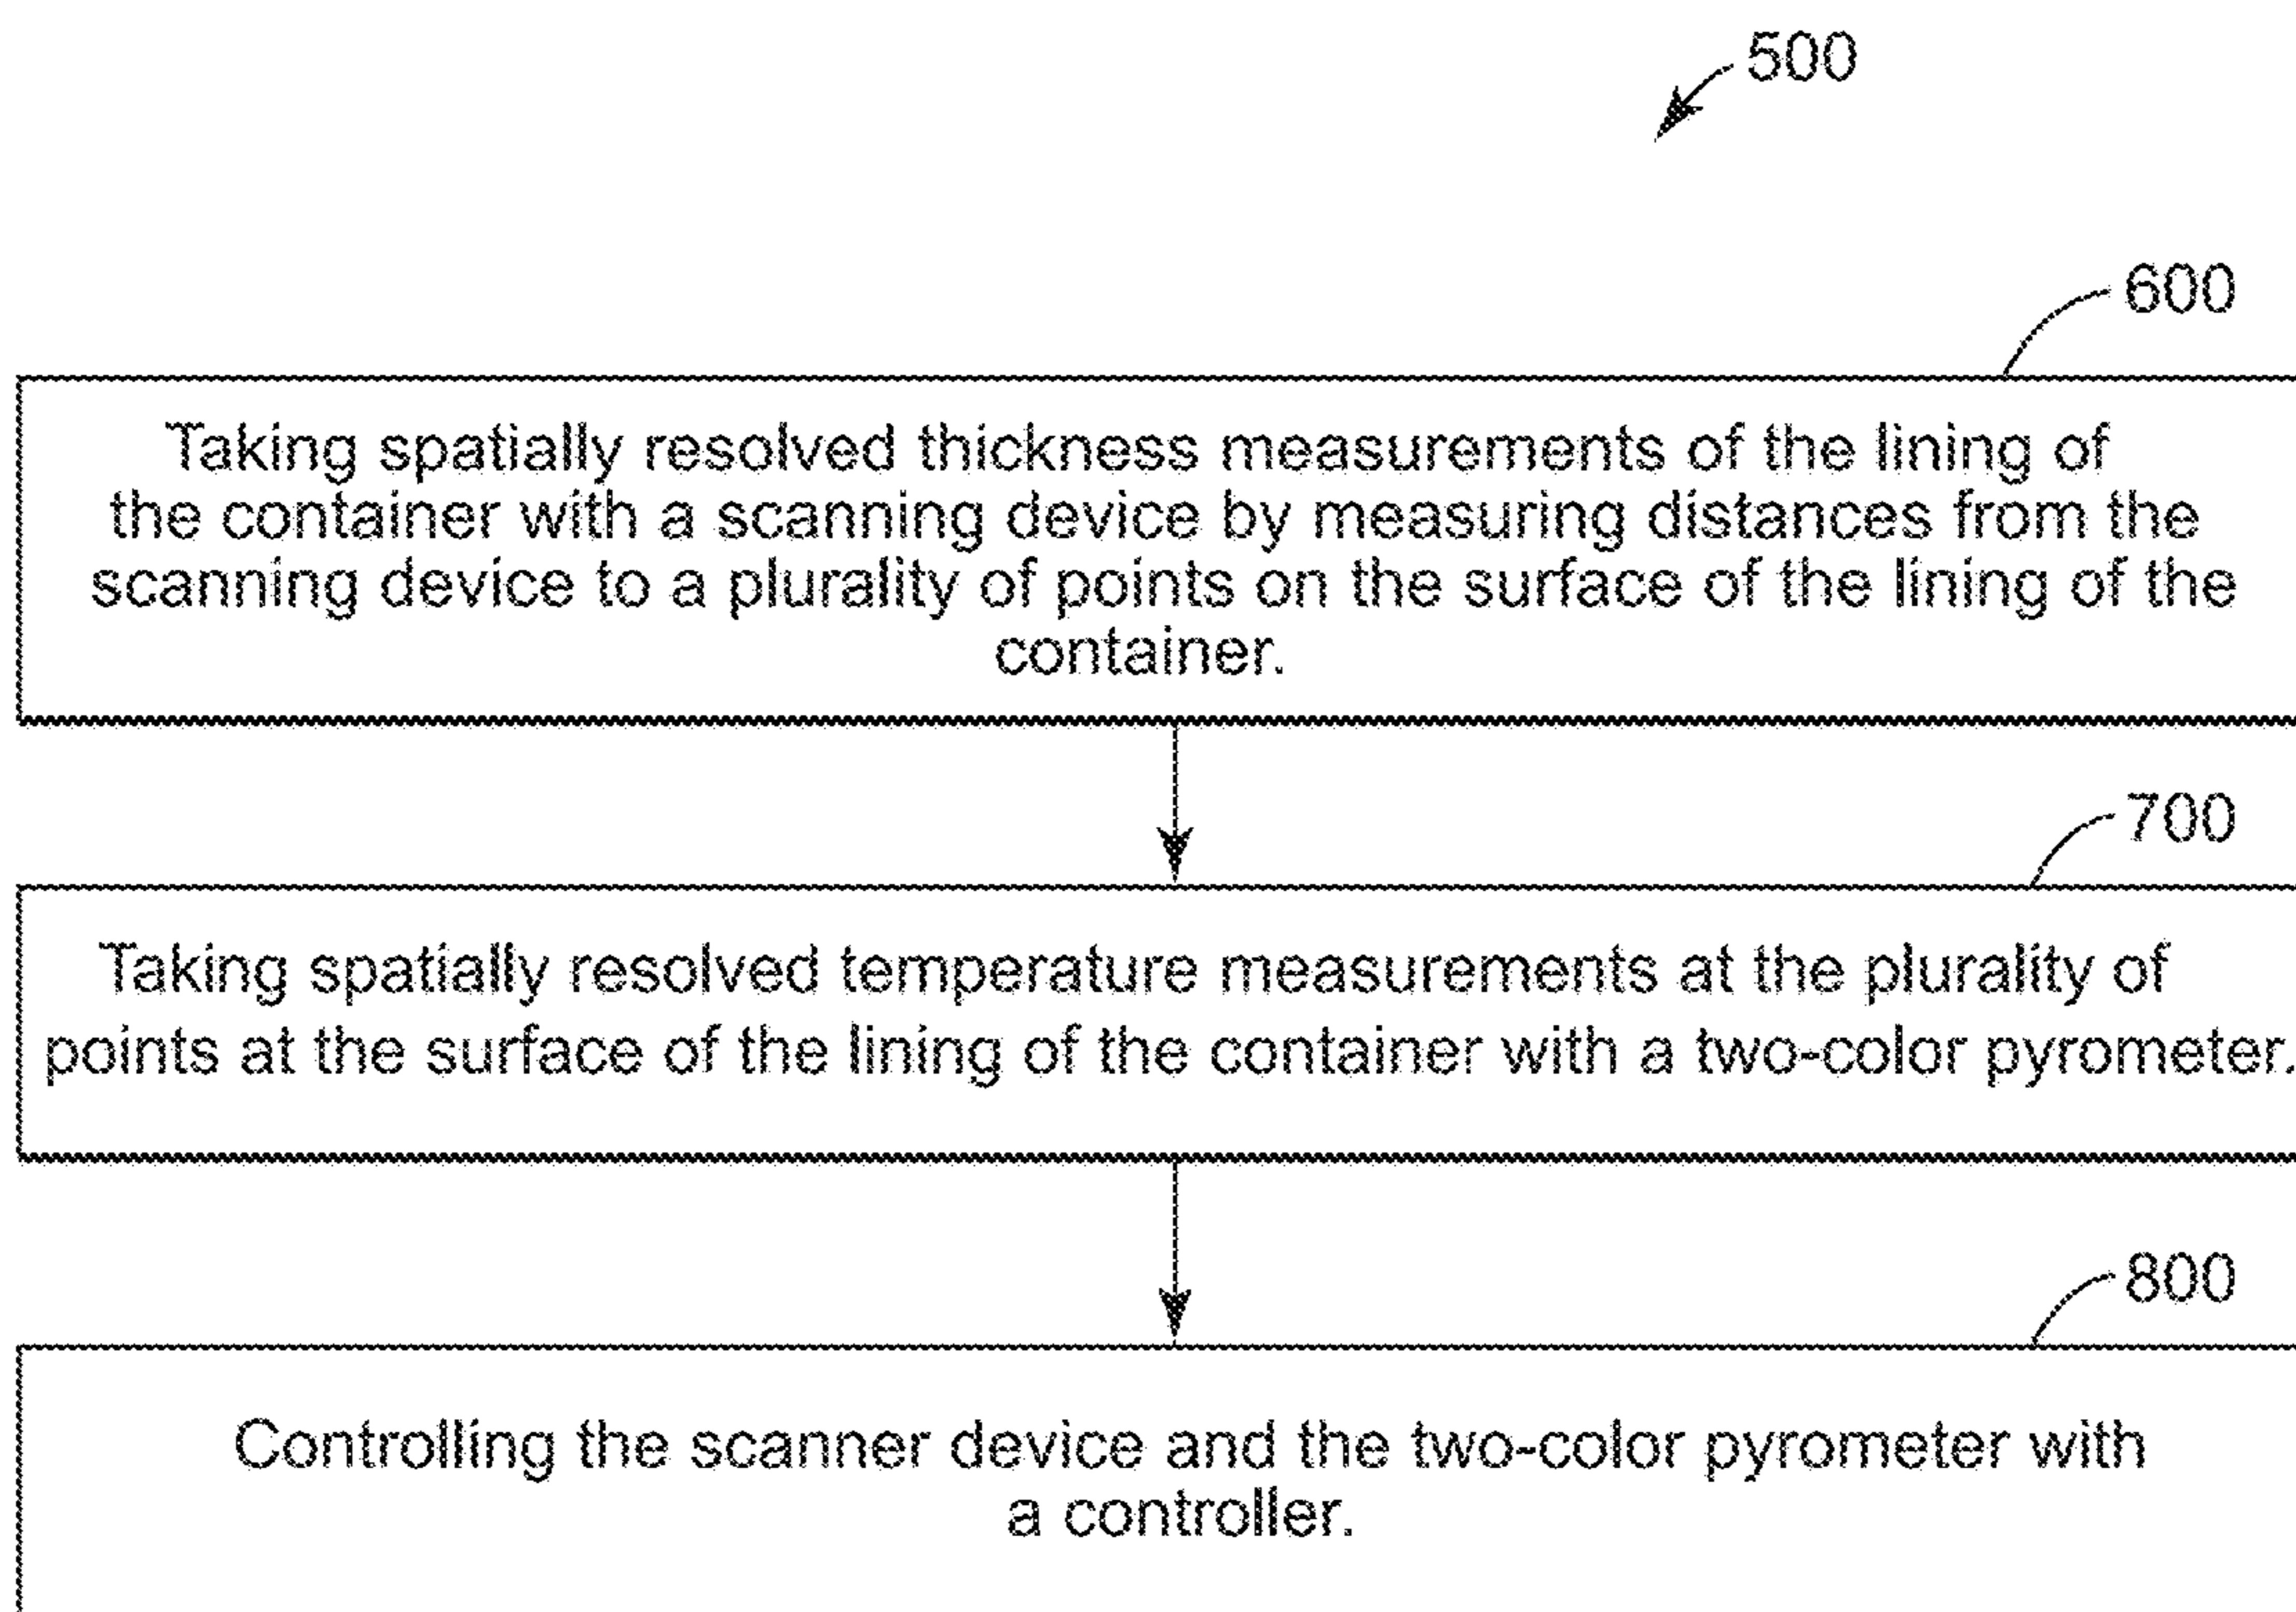 500
600
Taking spatially resolved thickness measurements of the lining of
the container with a scanning device by measuring distances from the
scanning device to a plurality of points on the surface of the lining of the
container.
700
Taking spatially resolved temperature measurements at the plurality of
points at the surface of the lining of the container with a two-color pyrometer.
800
Controlling the scanner device and the two-color pyrometer with
a controller.